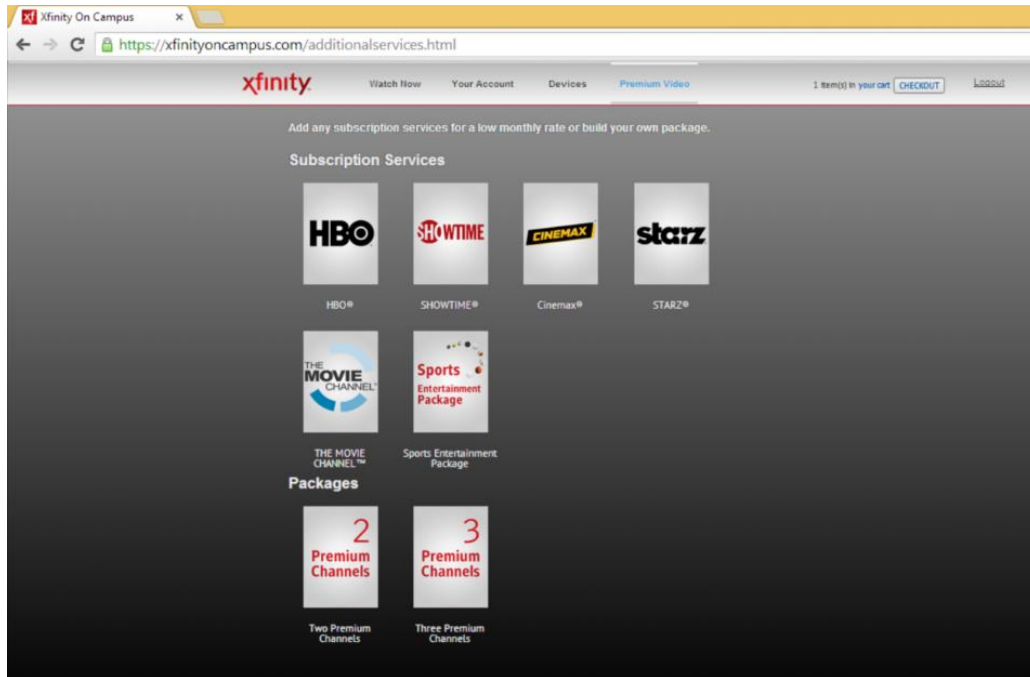 Xfinity On Campus
https://xfinityoncampus.com/additionalservices.html
xfinity. Watch Now Your Account Devices Premium Video 1 item(s) in your cart CHECKOUT Logout
Add any subscription services for a low monthly rate or build your own package.
Subscription Services
HBO SHOWTIME CINEMAX starz
HBO® SHOWTIME® Cinemax® STARZ®
THE
MOVIE
CHANNEL
Sports
Entertainment
Package
THE MOVIE
CHANNEL™
Sports Entertainment
Package
Packages
2
Premium
Channels
3
Premium
Channels
Two Premium
Channels
Three Premium
Channels